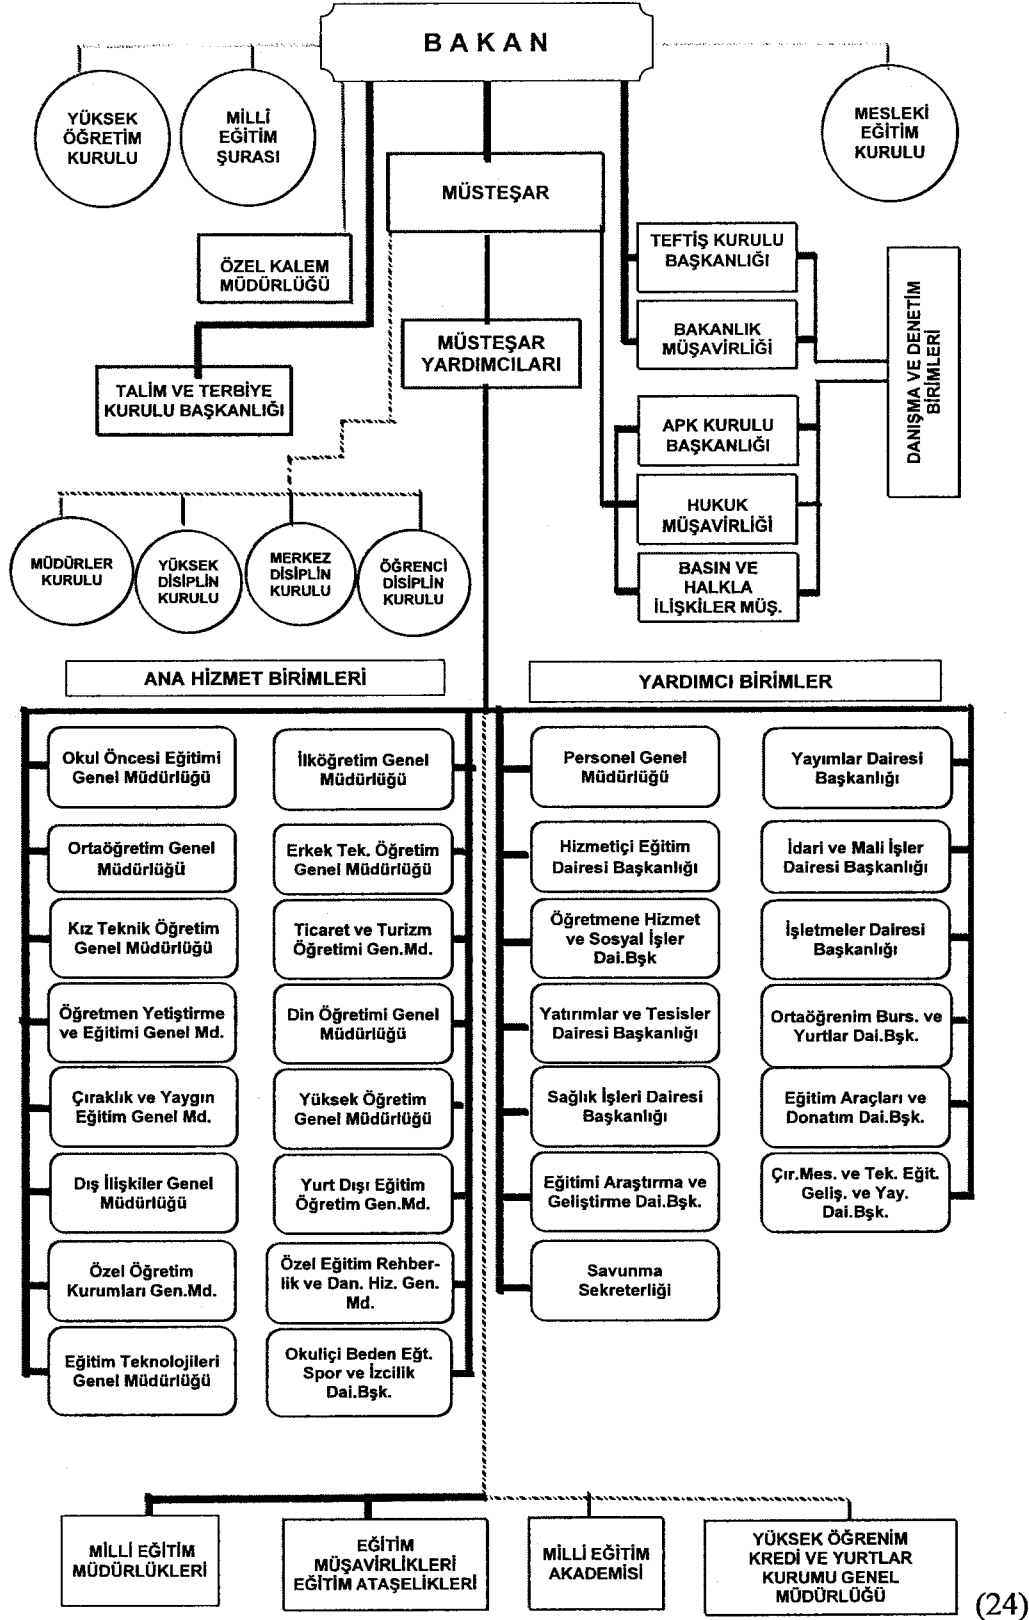 BAKAN
YÜKSEK
ÖĞRETİM
KURULU
MİLLİ
EĞİTİM
ŞURASI
MESLEKİ
EĞİTİM
KURULU
MÜSTEŞAR
ÖZEL KALEM
MÜDÜRLÜĞÜ
TEFTİŞ KURULU
BAŞKANLIĞI
BAKANLIK
MÜŞAVİRLİĞİ
DANIŞMA VE DENETİM
BİRİMLERİ
MÜSTEŞAR
YARDIMCILARI
TALİM VE TERBİYE
KURULU BAŞKANLIĞI
APK KURULU
BAŞKANLIĞI
HUKUK
MÜŞAVİRLİĞİ
BASIN VE
HALKLA
İLİŞKİLER MÜŞ.
MÜDÜRLER
KURULU
YÜKSEK
DİSİPLİN
KURULU
MERKEZ
DİSİPLİN
KURULU
ÖĞRENCİ
DİSİPLİN
KURULU
ANA HİZMET BİRİMLERİ
YARDIMCI BİRİMLER
Okul Öncesi Eğitimi
Genel Müdürlüğü
İlköğretim Genel
Müdürlüğü
Personel Genel
Müdürlüğü
Yayımlar Dairesi
Başkanlığı
Ortaöğretim Genel
Müdürlüğü
Erkek Tek. Öğretim
Genel Müdürlüğü
Hizmetiçi Eğitim
Dairesi Başkanlığı
İdari ve Mali İşler
Dairesi Başkanlığı
Kız Teknik Öğretim
Genel Müdürlüğü
Ticaret ve Turizm
Öğretimi Gen.Md.
Öğretmene Hizmet
ve Sosyal İşler
Dai.Bşk
İşletmeler Dairesi
Başkanlığı
Öğretmen Yetiştirme
ve Eğitimi Genel Md.
Din Öğretimi Genel
Müdürlüğü
Yatırımlar ve Tesisler
Dairesi Başkanlığı
Ortaöğrenim Burs. ve
Yurtlar Dai.Bşk.
Çıraklık ve Yaygın
Eğitim Genel Md.
Yüksek Öğretim
Genel Müdürlüğü
Sağlık İşleri Dairesi
Başkanlığı
Eğitim Araçları ve
Donatım Dai.Bşk.
Dış İlişkiler Genel
Müdürlüğü
Yurt Dışı Eğitim
Öğretim Gen.Md.
Eğitimi Araştırma ve
Geliştirme Dai.Bşk.
Çır.Mes. ve Tek. Eğit.
Geliş. ve Yay.
Dai.Bşk.
Özel Öğretim
Kurumları Gen.Md.
Özel Eğitim Rehber-
lik ve Dan. Hiz. Gen.
Md.
Savunma
Sekreterliği
Eğitim Teknolojileri
Genel Müdürlüğü
Okuliçi Beden Eğt.
Spor ve İzcilik
Dai.Bşk.
MİLLİ EĞİTİM
MÜDÜRLÜKLERİ
EĞİTİM
MÜŞAVİRLİKLERİ
EĞİTİM ATAŞELİKLERİ
MİLLİ EĞİTİM
AKADEMİSİ
YÜKSEK ÖĞRENİM
KREDİ VE YURTLAR
KURUMU GENEL
MÜDÜRLÜĞÜ
(24)